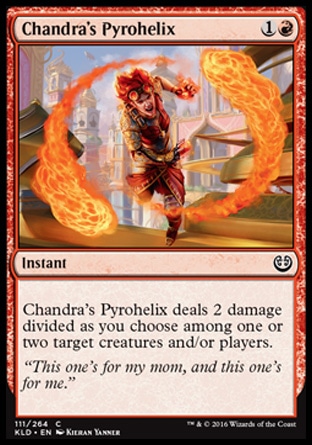 Chandra's Pyrohelix 1
Instant
Chandra's Pyrohelix deals 2 damage
divided as you choose among one or
two target creatures and/or players.
"This one's for my mom, and this one's
for me."
111/264 C
KLD • EN Kieran Yanner ™ & © 2016 Wizards of the Coast